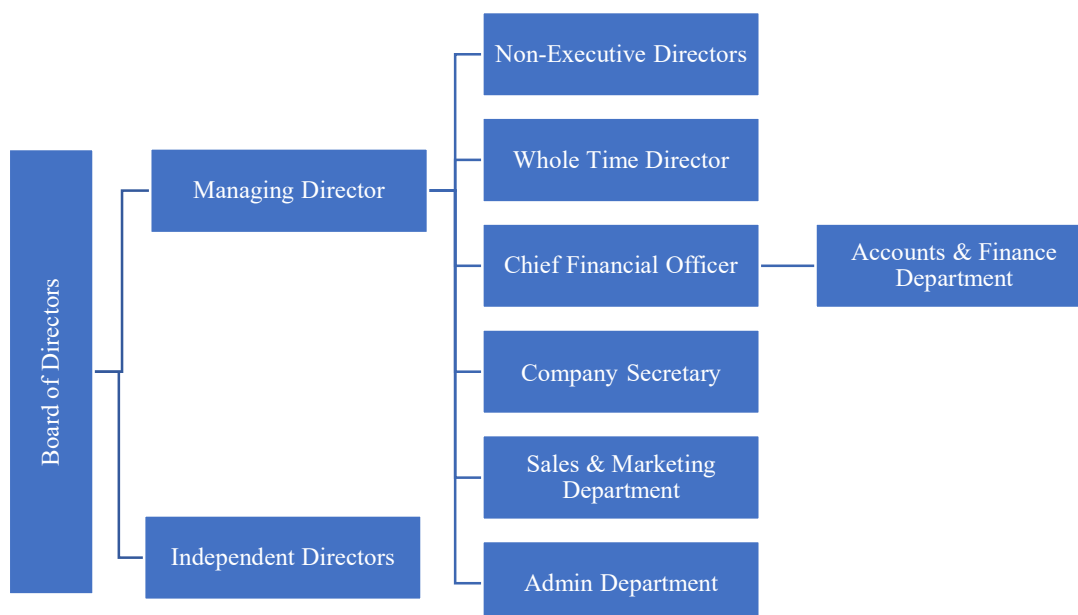 Board of Directors
Managing Director
Independent Directors
Non-Executive Directors
Whole Time Director
Chief Financial Officer
Company Secretary
Sales & Marketing
Department
Admin Department
Accounts & Finance
Department